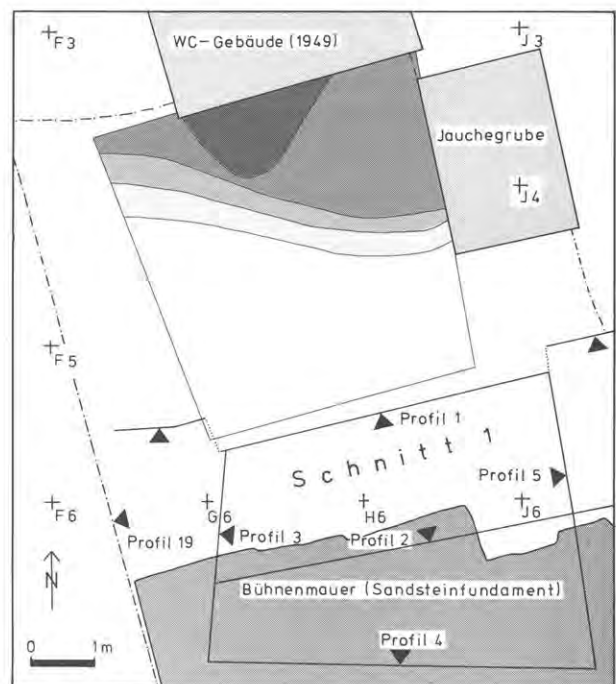 F3
WC-Gebäude (1949)
J3
Jauchegrube
J4
F5
Profil 1
Schnitt 1
Profil 5
F6
G6
H6
J6
Profil 19
Profil 3
Profil 2
N
Bühnenmauer (Sandsteinfundament)
Profil 4
0 1m